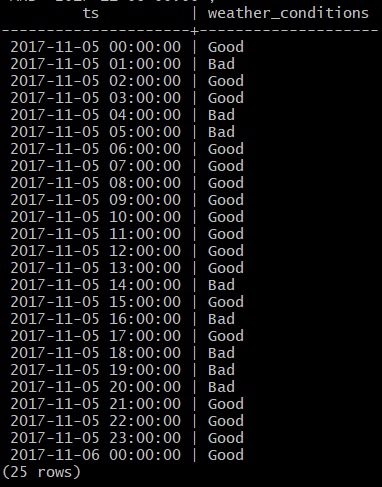 ts | weather_conditions
---------------------+--------------------
2017-11-05 00:00:00 | Good
2017-11-05 01:00:00 | Bad
2017-11-05 02:00:00 | Good
2017-11-05 03:00:00 | Good
2017-11-05 04:00:00 | Bad
2017-11-05 05:00:00 | Bad
2017-11-05 06:00:00 | Good
2017-11-05 07:00:00 | Good
2017-11-05 08:00:00 | Good
2017-11-05 09:00:00 | Good
2017-11-05 10:00:00 | Good
2017-11-05 11:00:00 | Good
2017-11-05 12:00:00 | Good
2017-11-05 13:00:00 | Good
2017-11-05 14:00:00 | Bad
2017-11-05 15:00:00 | Good
2017-11-05 16:00:00 | Bad
2017-11-05 17:00:00 | Good
2017-11-05 18:00:00 | Bad
2017-11-05 19:00:00 | Bad
2017-11-05 20:00:00 | Bad
2017-11-05 21:00:00 | Good
2017-11-05 22:00:00 | Good
2017-11-05 23:00:00 | Good
2017-11-06 00:00:00 | Good
(25 rows)